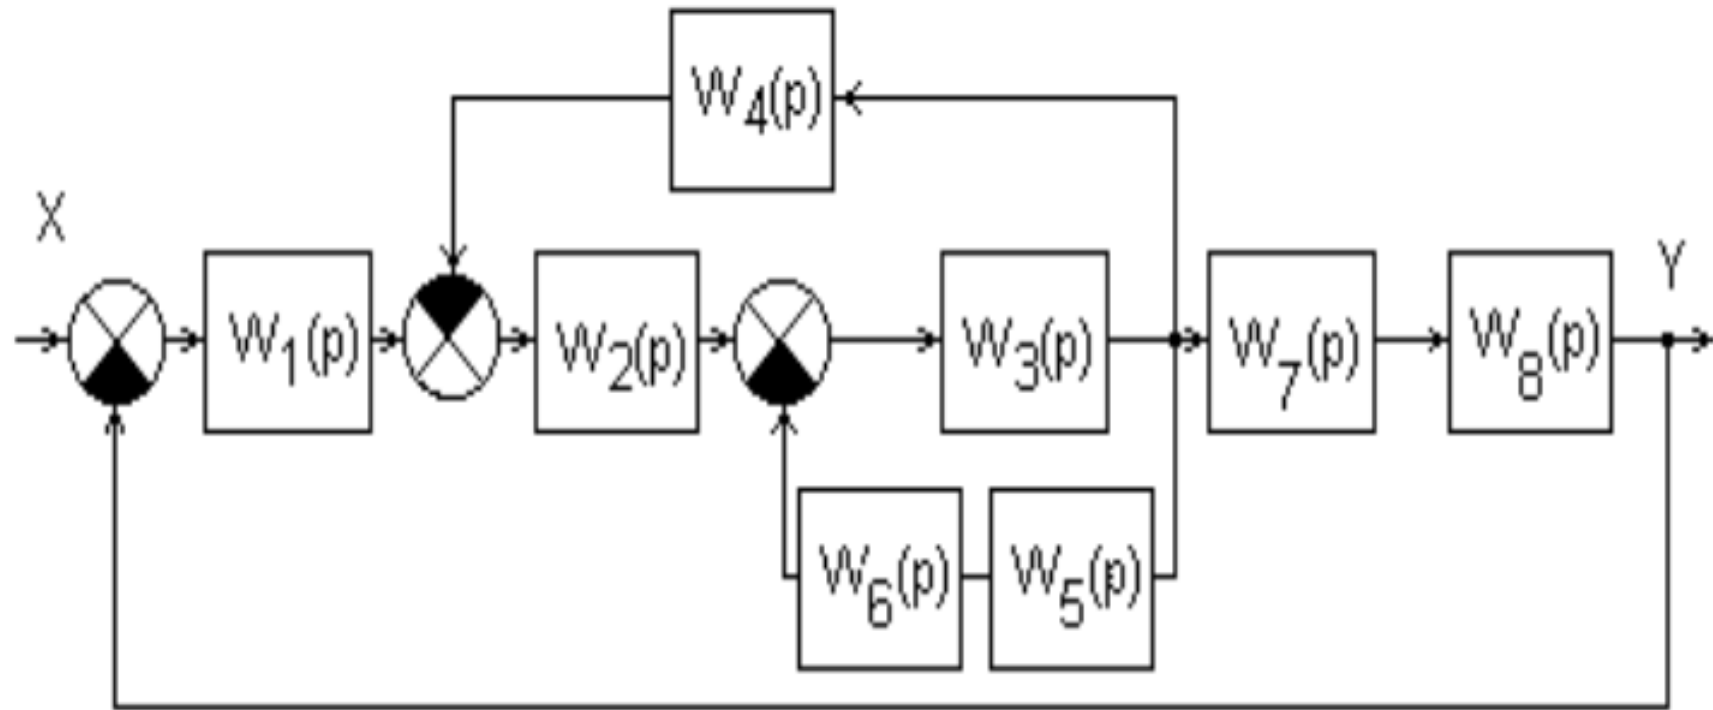 W₄(p)
X
Y
W₁(p) W₂(p) W₃(p) W₇(p) W₈(p)
W₆(p) W₅(p)